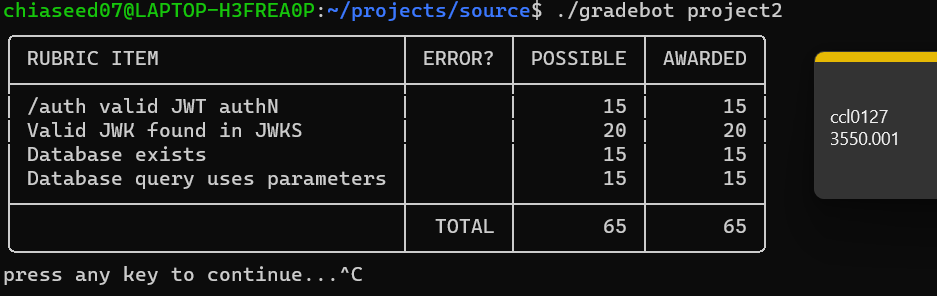 chiaseed07@LAPTOP-H3FREA0P:~/projects/source$ ./gradebot project2
RUBRIC ITEM ERROR? POSSIBLE AWARDED
/auth valid JWT authN 15 15
Valid JWK found in JWKS 20 20
Database exists 15 15
Database query uses parameters 15 15
TOTAL 65 65
press any key to continue...^C
ccl0127
3550.001